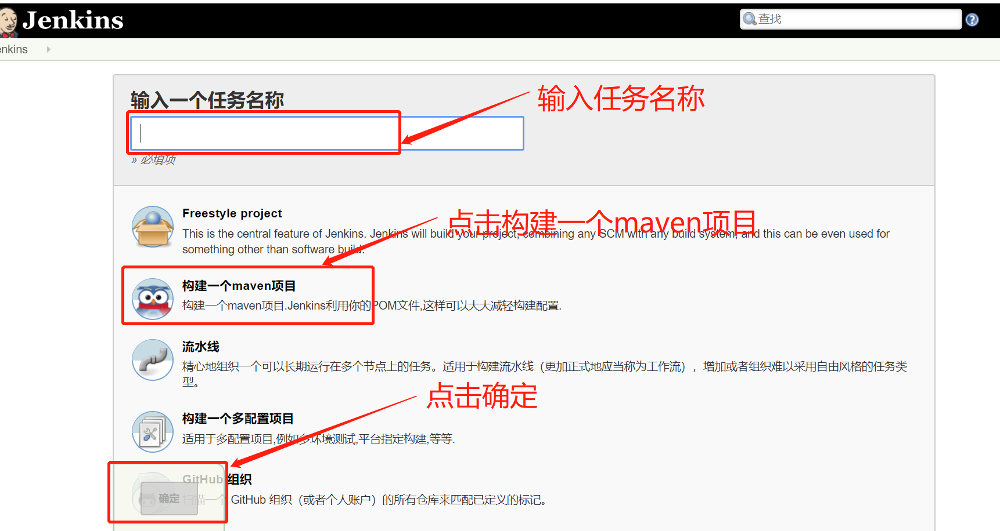 Jenkins
查找
enkins
输入一个任务名称
输入任务名称
» 必填项
Freestyle project
点击构建一个maven项目
This is the central feature of Jenkins. Jenkins will build your project, combining any SCM with any build system, and this can be even used for
something other than software build.
构建一个maven项目
构建一个maven项目.Jenkins利用你的POM文件,这样可以大大减轻构建配置.
流水线
精心地组织一个可以长期运行在多个节点上的任务。适用于构建流水线（更加正式地应当称为工作流），增加或者组织难以采用自由风格的任务类
型。
点击确定
构建一个多配置项目
适用于多配置项目,例如多环境测试,平台指定构建,等等.
GitHub 组织
确定
扫描一个 GitHub 组织（或者个人账户）的所有仓库来匹配已定义的标记。